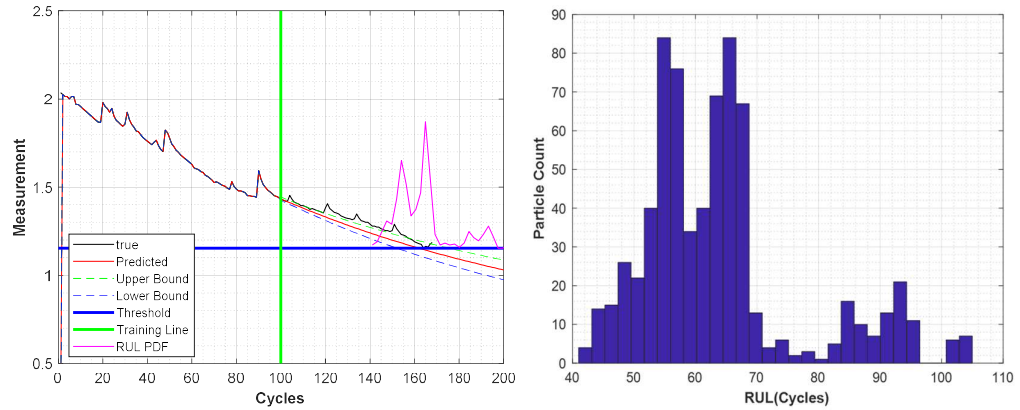 2.5
2
1.5
1
0.5
Measurement
true
Predicted
Upper Bound
Lower Bound
Threshold
Training Line
RUL PDF
0 20 40 60 80 100 120 140 160 180 200
Cycles
90
80
70
60
50
40
30
20
10
0
Particle Count
40 50 60 70 80 90 100 110
RUL(Cycles)